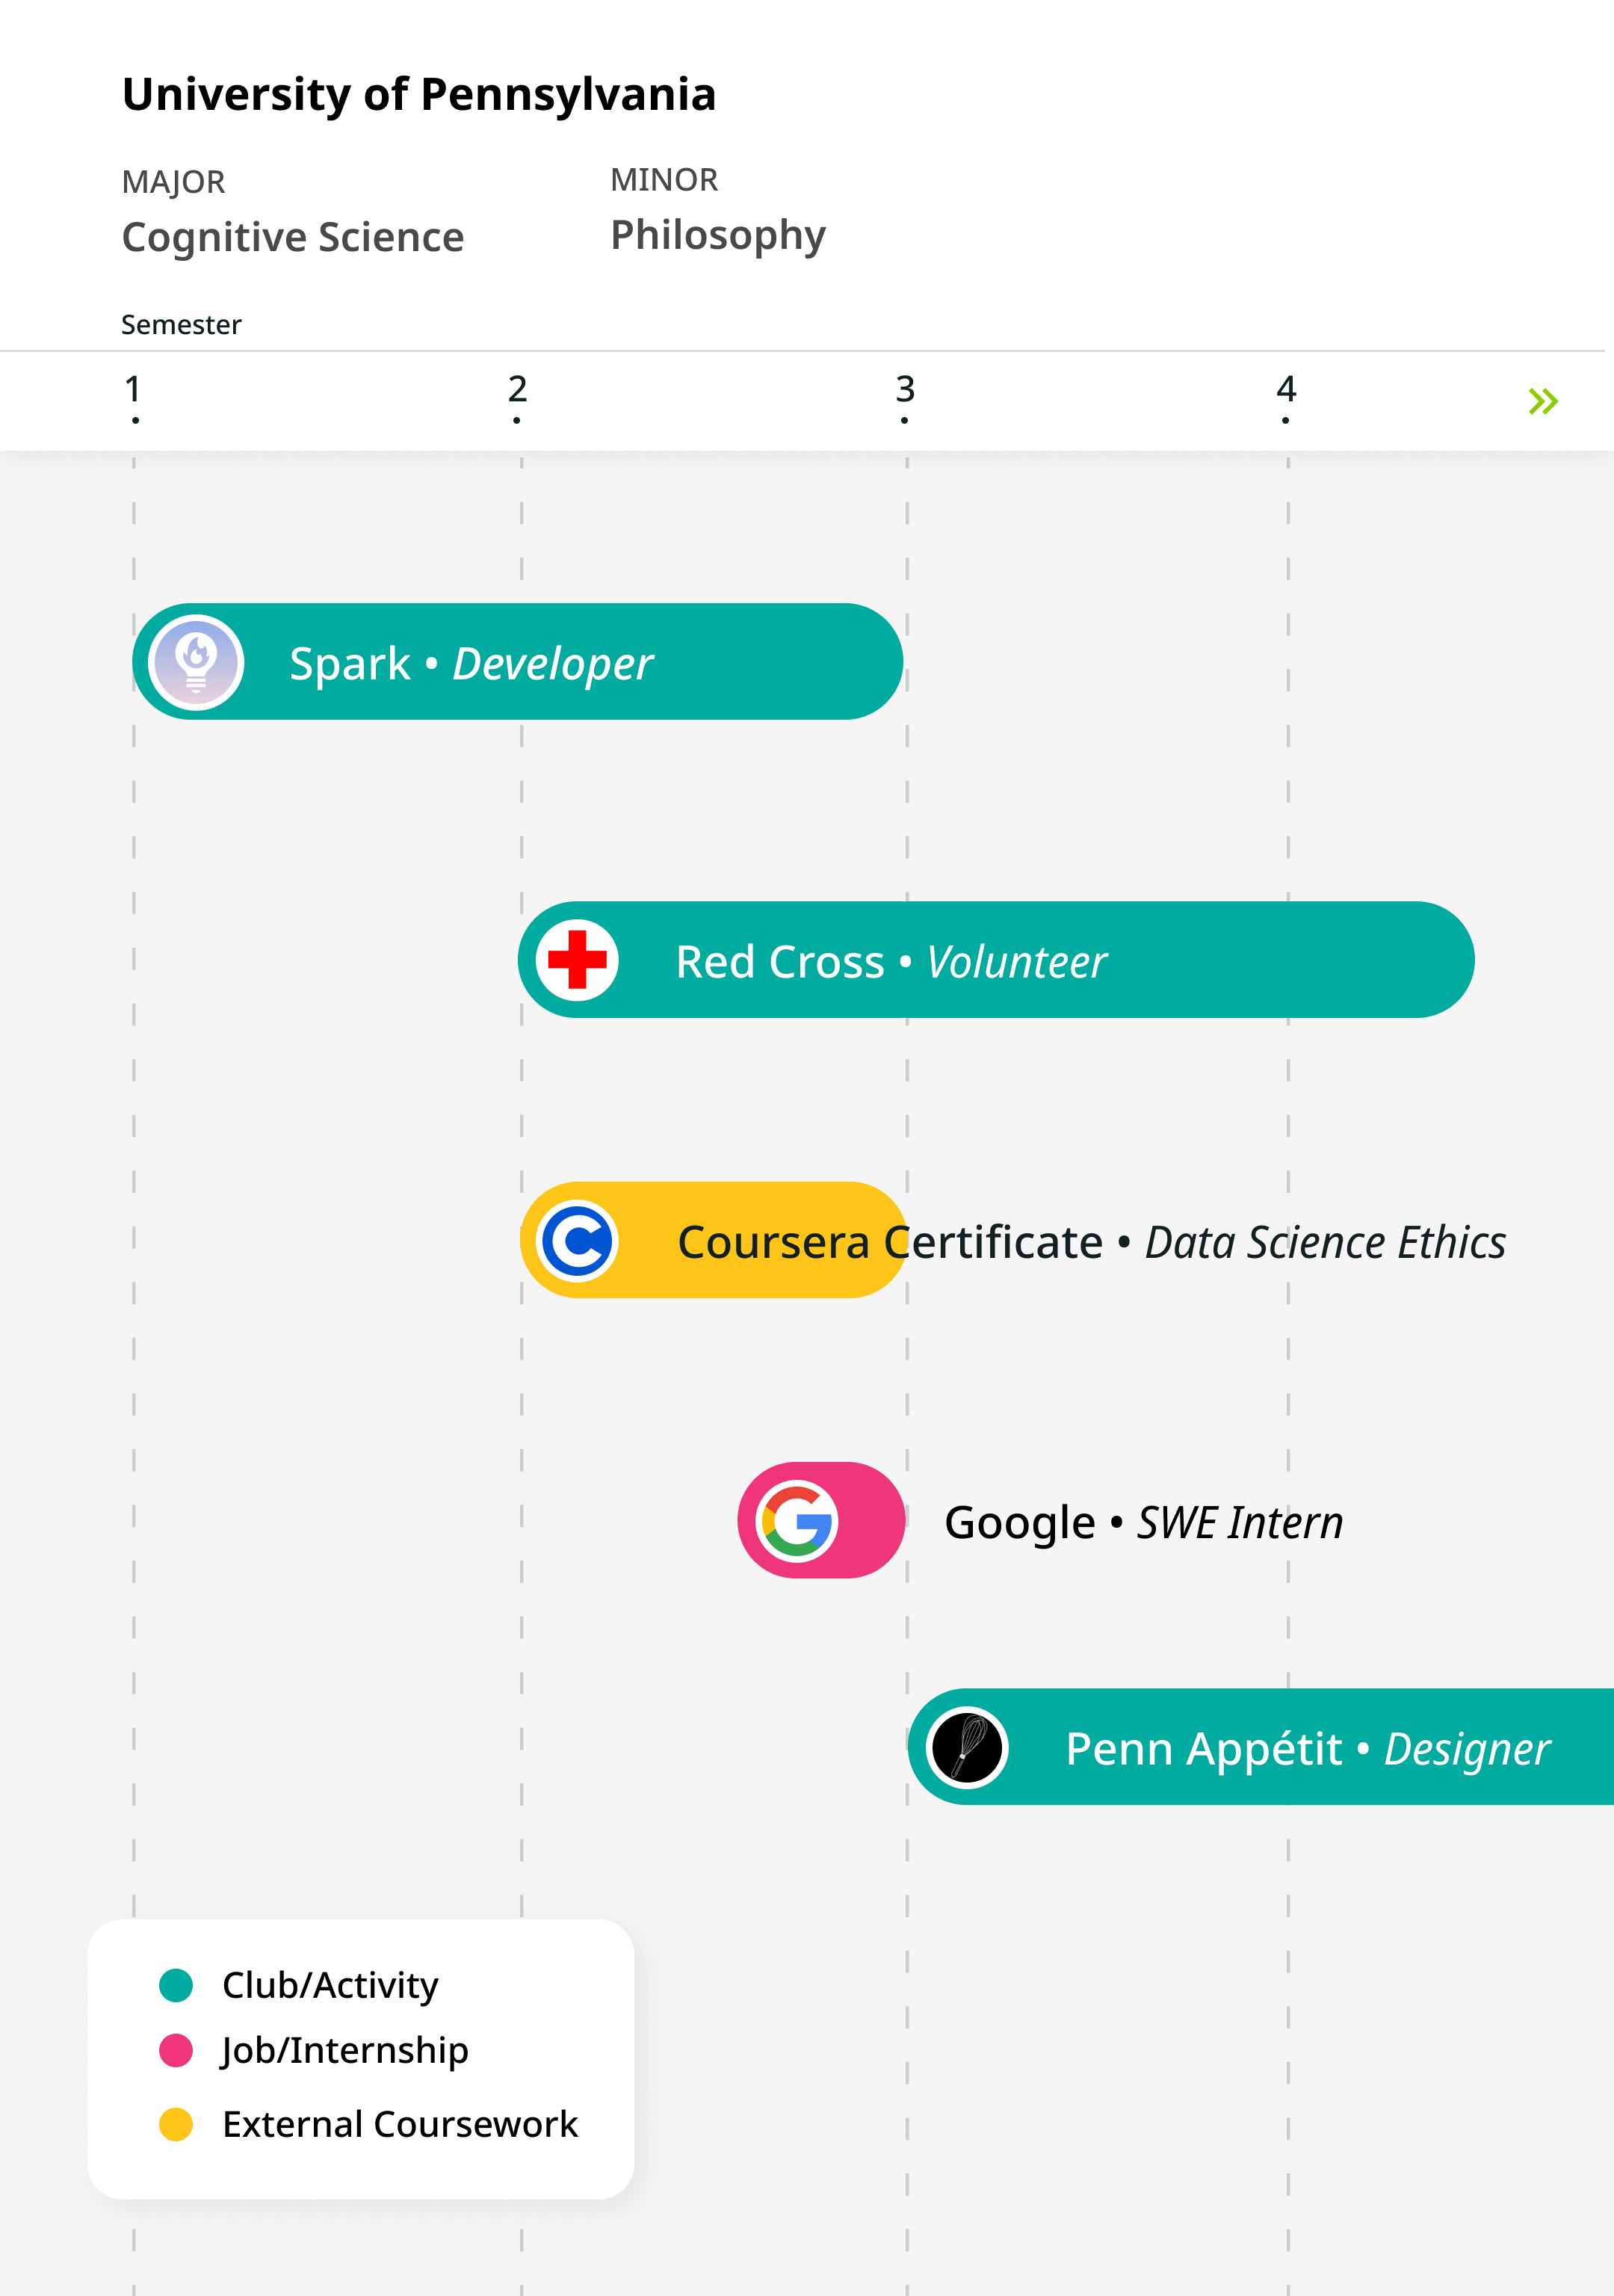 University of Pennsylvania
MAJOR
Cognitive Science
MINOR
Philosophy
Semester
1 2 3 4
Spark • Developer
Red Cross • Volunteer
Coursera Certificate • Data Science Ethics
Google • SWE Intern
Penn Appétit • Designer
Club/Activity
Job/Internship
External Coursework